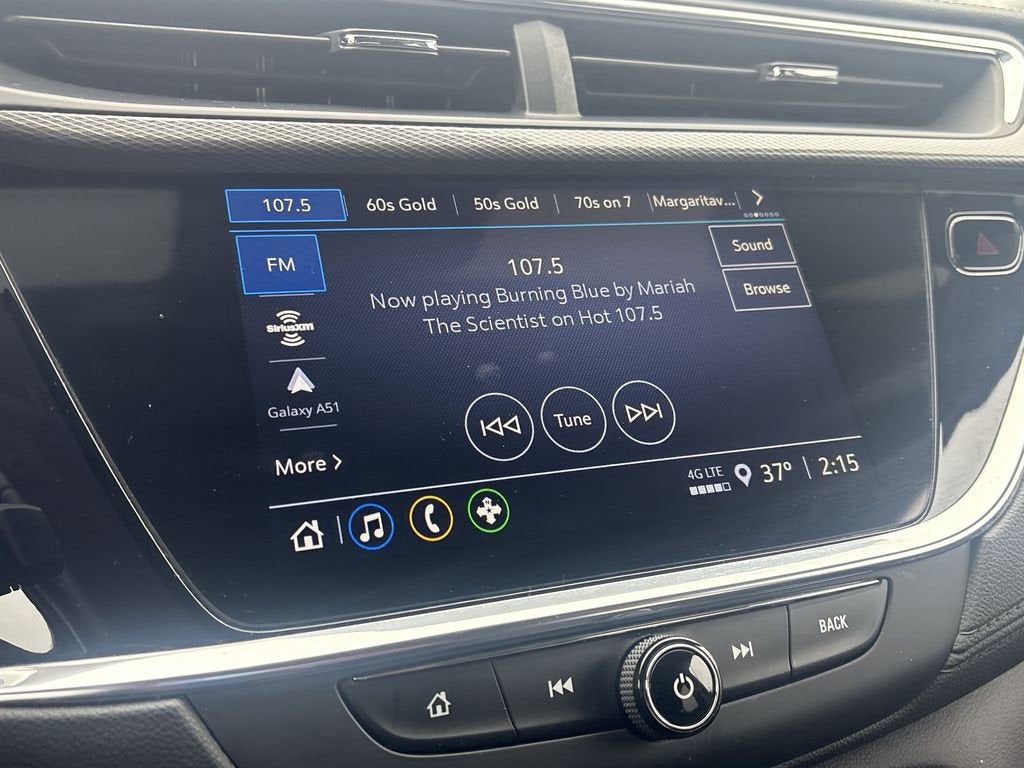 107.5
60s Gold
50s Gold
70s on 7
Margaritav...
FM
107.5
Sound
Now playing Burning Blue by Mariah
Browse
The Scientist on Hot 107.5
SiriusXM
Galaxy A51
Tune
More
4G LTE
37°
2:15
BACK